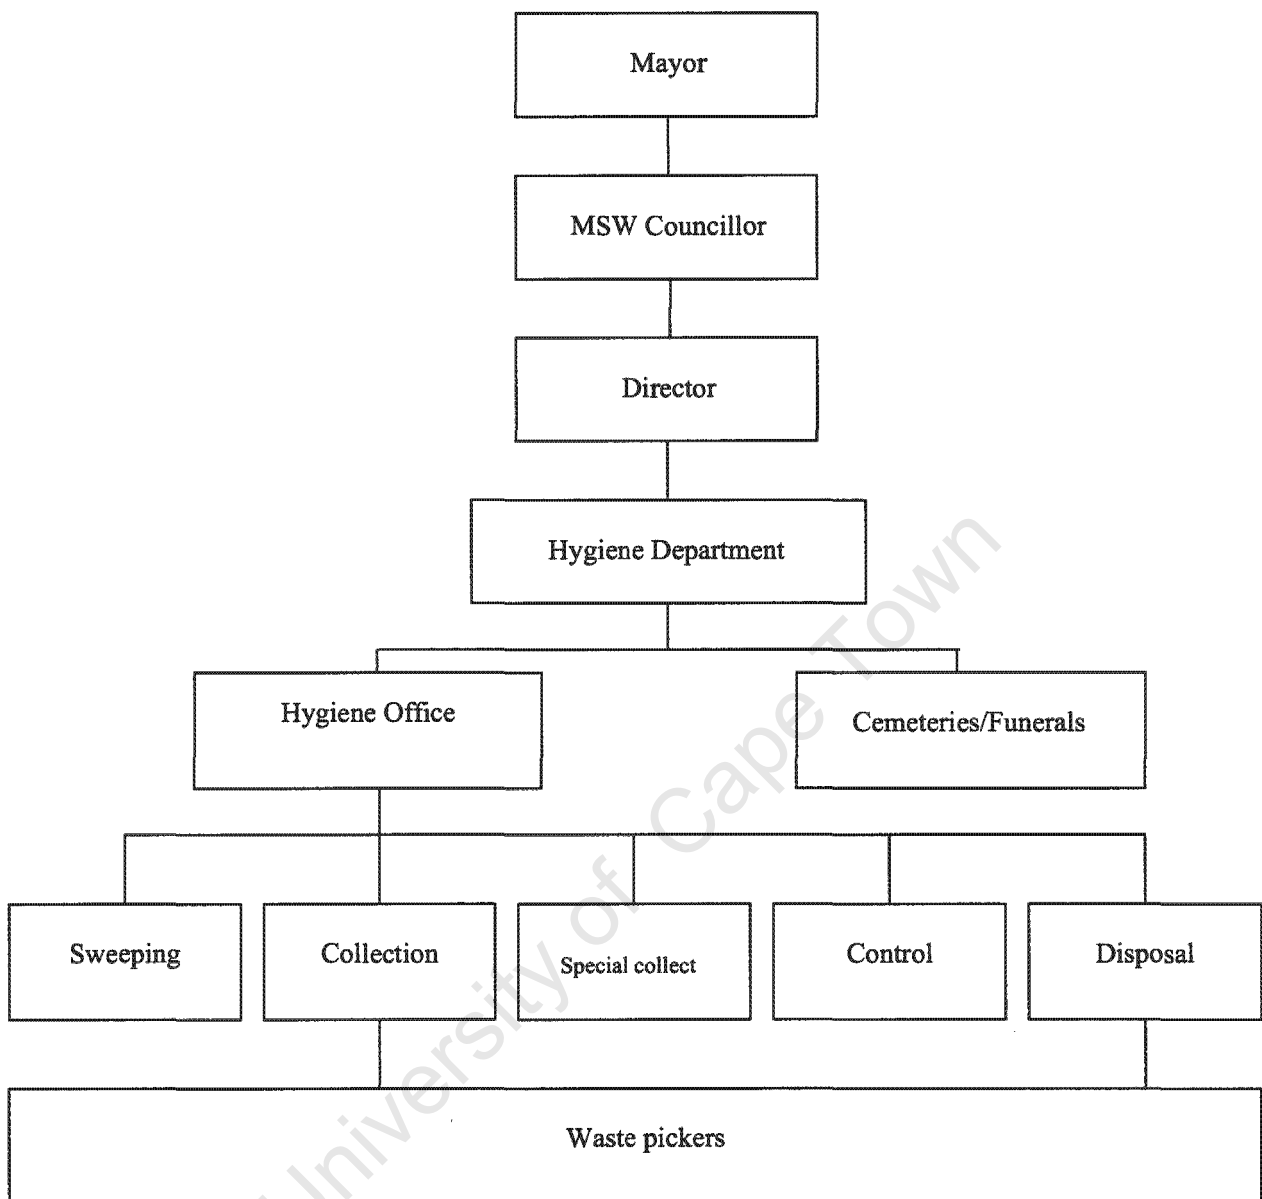 Mayor
MSW Councillor
Director
Hygiene Department
Hygiene Office
Cemeteries/Funerals
Sweeping
Collection
Special collect
Control
Disposal
Waste pickers
University of Cape Town